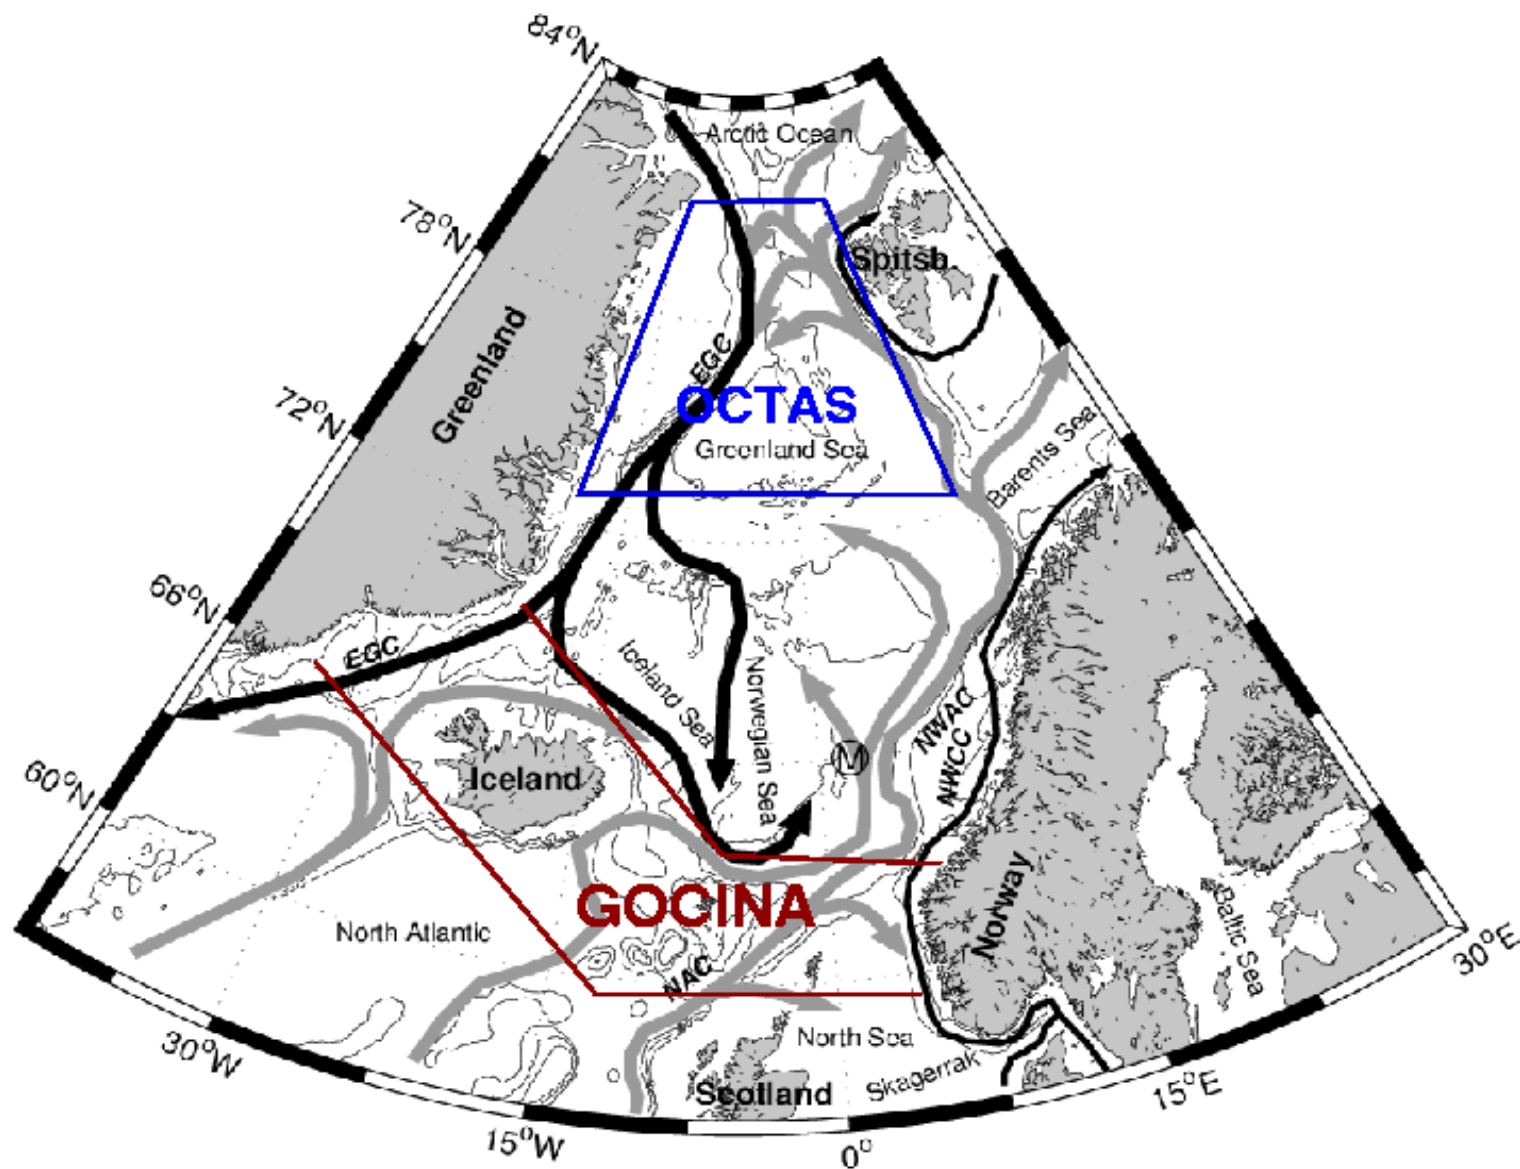 84°N
Arctic Ocean
78°N
Spitsb.
Greenland
EGC
72°N
OCTAS
Greenland Sea
Barents Sea
66°N
EGC
Iceland Sea
Norwegian Sea
NWAC
NWCC
M
Iceland
60°N
GOCINA
Norway
Baltic Sea
North Atlantic
30°E
NAC
North Sea
30°W
Skagerrak
Scotland
15°E
15°W
0°